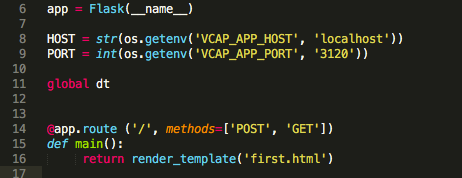 6 app = Flask(__name__)
7
8 HOST = str(os.getenv('VCAP_APP_HOST', 'localhost'))
9 PORT = int(os.getenv('VCAP_APP_PORT', '3120'))
10
11 global dt
12
13
14 @app.route ('/', methods=['POST', 'GET'])
15 def main():
16     return render_template('first.html')
17